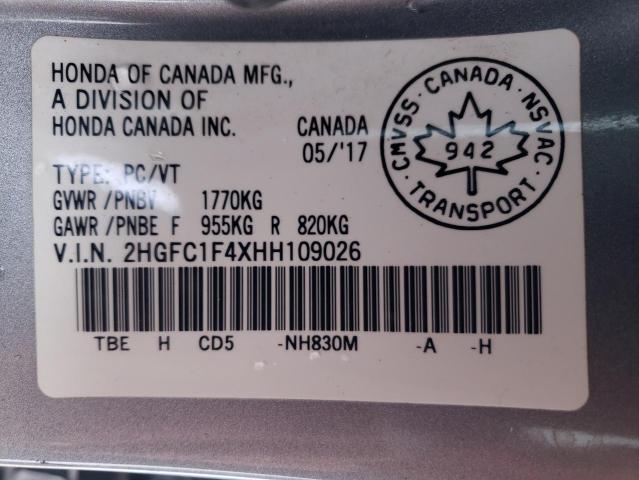 HONDA OF CANADA MFG.,
A DIVISION OF
HONDA CANADA INC. CANADA
05/'17
TYPE: PC/VT
GVWR /PNBV 1770KG
GAWR /PNBE F 955KG R 820KG
V.I.N. 2HGFC1F4XHH109026
TBE H CD5 -NH830M -A -H
CMVSS · CANADA · NSVAC
942
· TRANSPORT ·